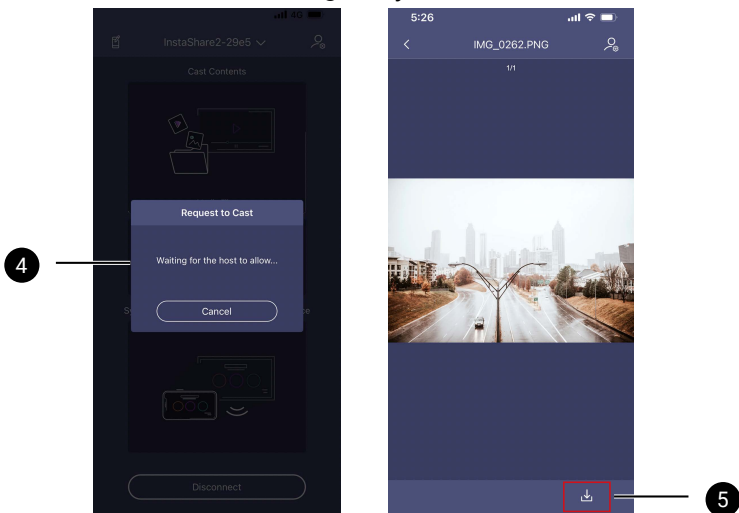 4G
InstaShare2-29e5
Cast Contents
Request to Cast
Waiting for the host to allow...
Cancel
Disconnect
4
5:26
IMG_0262.PNG
1/1
5